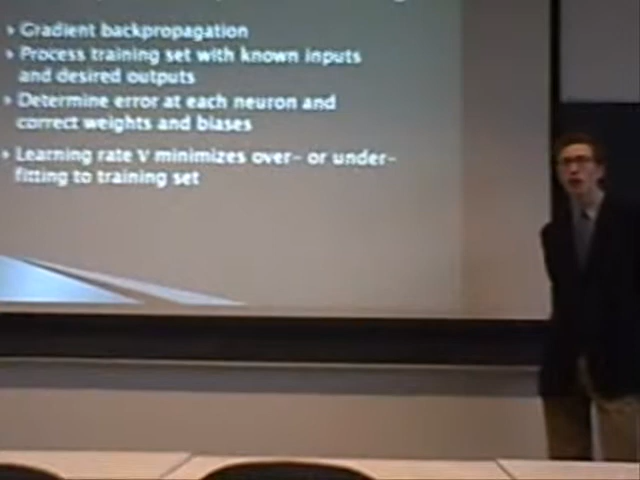 Gradient backpropagation
Process training set with known inputs
and desired outputs
Determine error at each neuron and
correct weights and biases
Learning rate ν minimizes over- or under-
fitting to training set